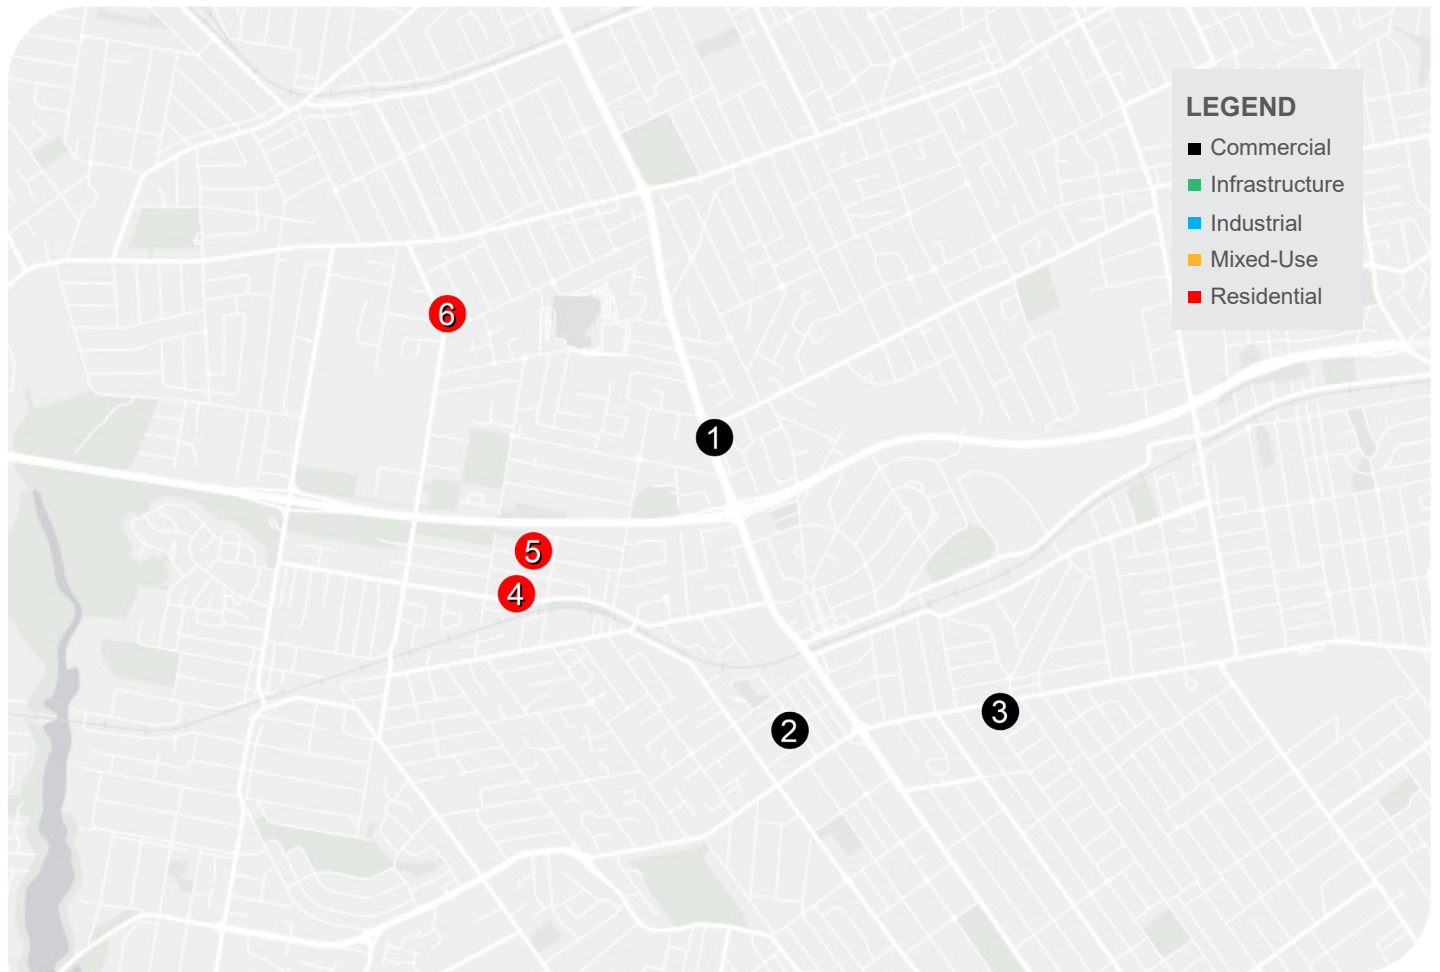 LEGEND
Commercial
Infrastructure
Industrial
Mixed-Use
Residential
6
1
5
4
3
2